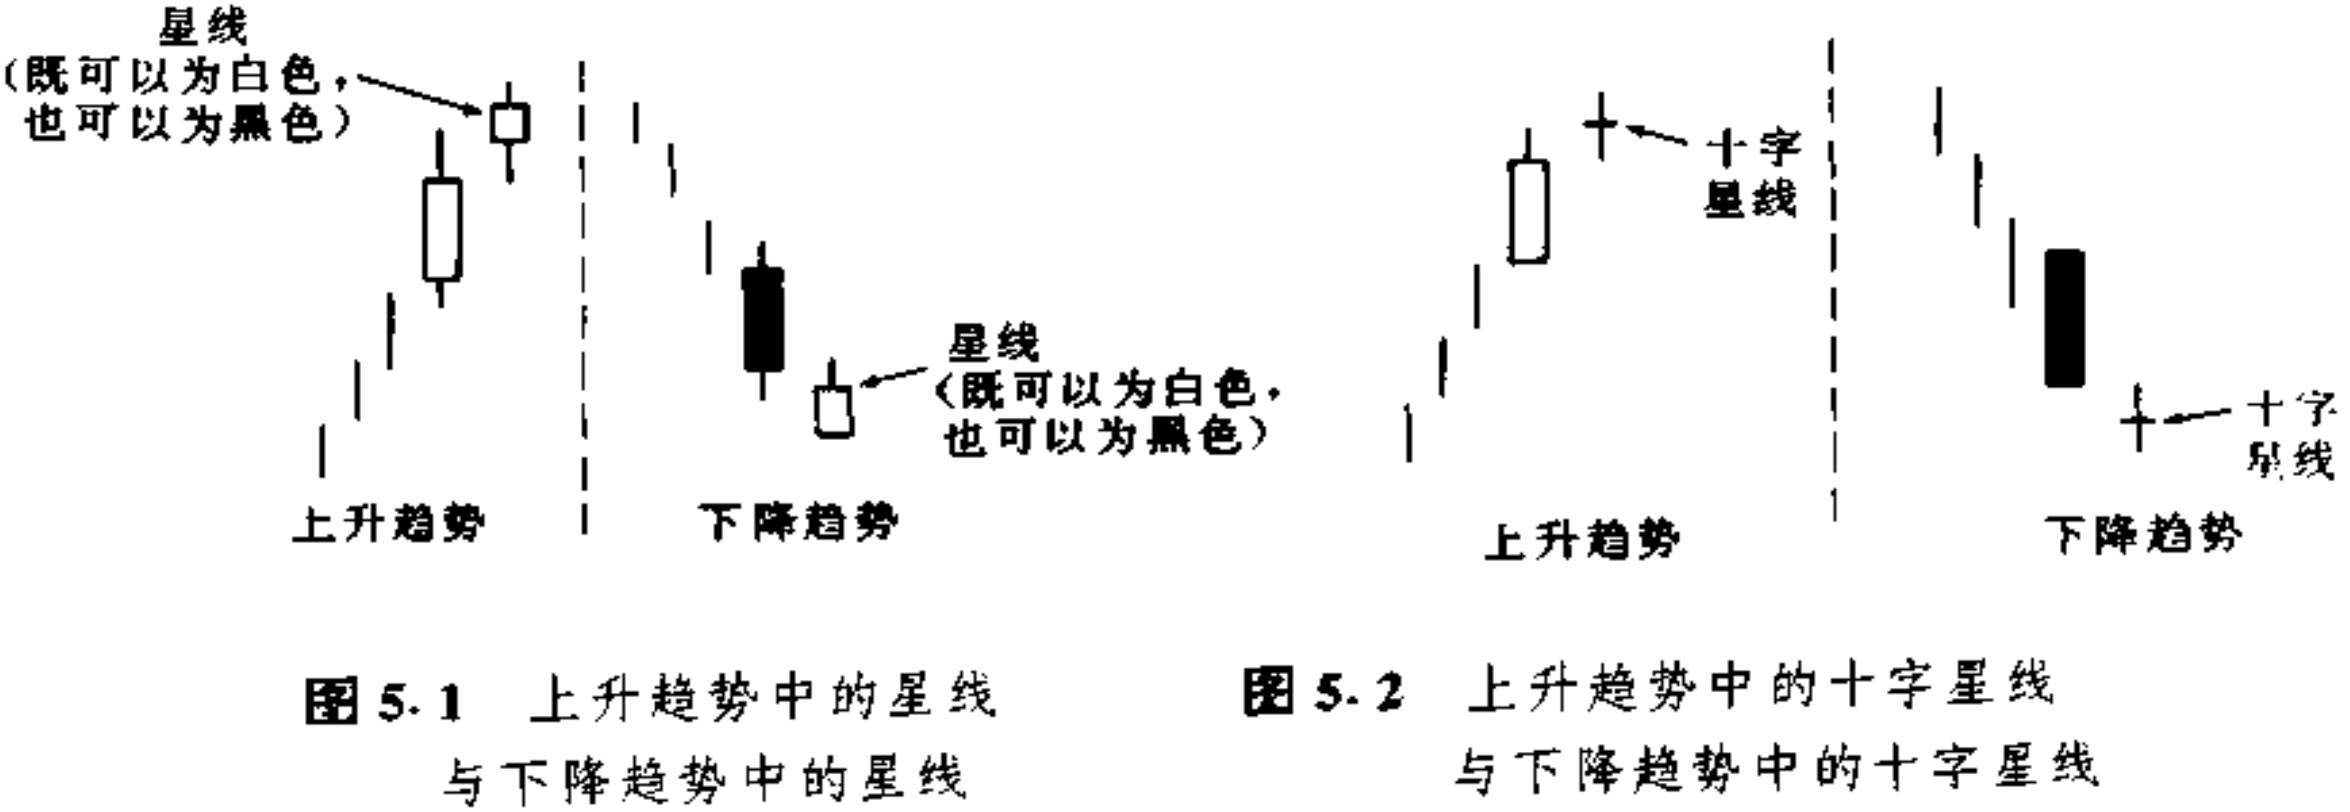 星线
（既可以为白色，
也可以为黑色）
上升趋势
下降趋势
星线
（既可以为白色，
也可以为黑色）
图 5.1 上升趋势中的星线
与下降趋势中的星线
十字
星线
上升趋势
下降趋势
十字
星线
图 5.2 上升趋势中的十字星线
与下降趋势中的十字星线